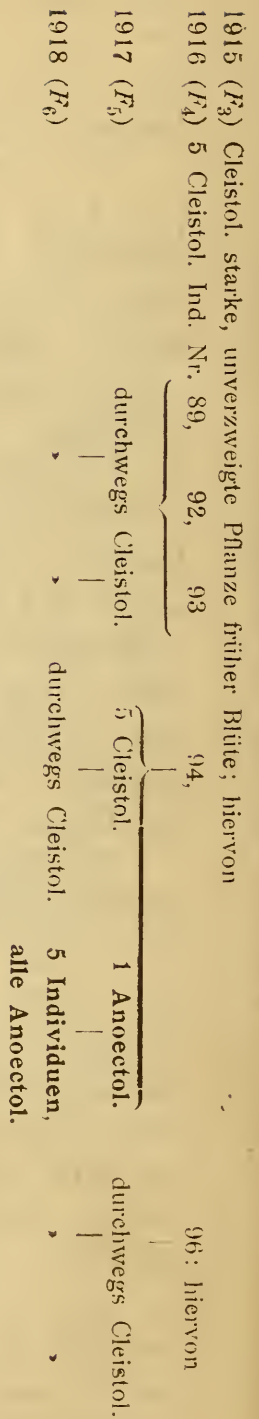 1915 (F₃) Cleistol. starke, unverzweigte Pflanze früher Blüte; hiervon
1916 (F₄) 5 Cleistol. Ind. Nr. 89, 92, 93 94, 96: hiervon
1917 (F₅) durchwegs Cleistol. 5 Cleistol. 1 Anoectol. durchwegs Cleistol.
1918 (F₆) » » durchwegs Cleistol. 5 Individuen, » »
alle Anoectol.